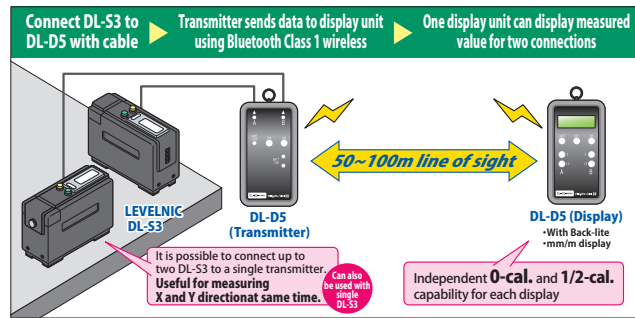 Connect DL-S3 to
DL-D5 with cable
Transmitter sends data to display unit
using Bluetooth Class 1 wireless
One display unit can display measured
value for two connections
A
B
50~100m line of sight
A
B
LEVELNIC
DL-S3
DL-D5
(Transmitter)
DL-D5 (Display)
•With Back-lite
•mm/m display
It is possible to connect up to
two DL-S3 to a single transmitter.
Useful for measuring
X and Y directionat same time.
Can also
be used with
single
DL-S3
Independent 0-cal. and 1/2-cal.
capability for each display